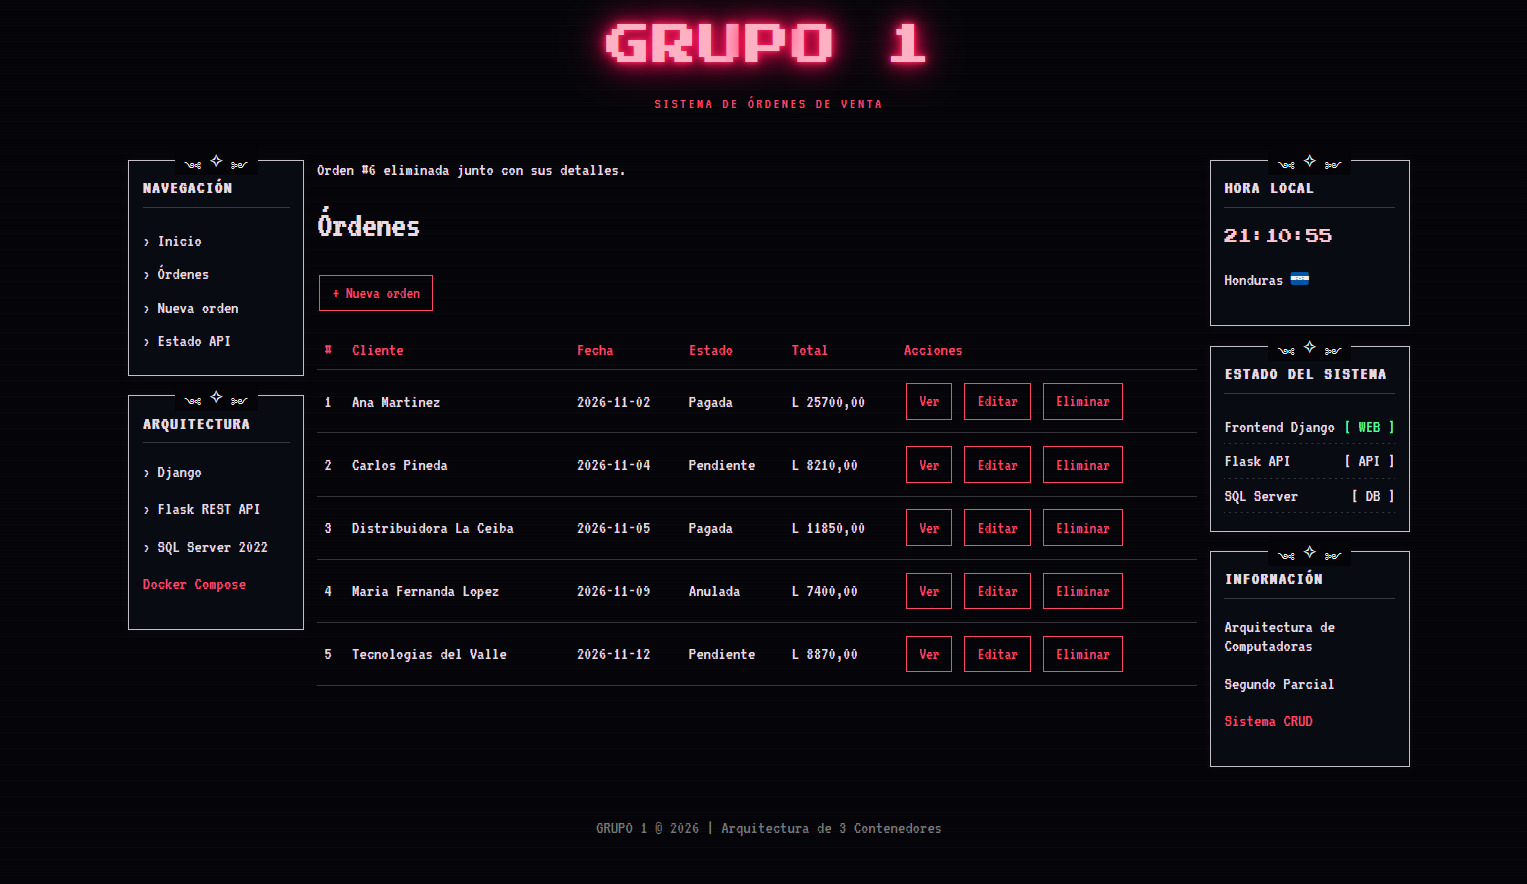 GRUPO 1
SISTEMA DE ÓRDENES DE VENTA
NAVEGACIÓN
› Inicio
› Órdenes
› Nueva orden
› Estado API
ARQUITECTURA
› Django
› Flask REST API
› SQL Server 2022
Docker Compose
Orden #6 eliminada junto con sus detalles.
Órdenes
+ Nueva orden
# Cliente Fecha Estado Total Acciones
1 Ana Martinez 2026-11-02 Pagada L 25700,00 Ver Editar Eliminar
2 Carlos Pineda 2026-11-04 Pendiente L 8210,00 Ver Editar Eliminar
3 Distribuidora La Ceiba 2026-11-05 Pagada L 11850,00 Ver Editar Eliminar
4 Maria Fernanda Lopez 2026-11-09 Anulada L 7400,00 Ver Editar Eliminar
5 Tecnologias del Valle 2026-11-12 Pendiente L 8870,00 Ver Editar Eliminar
HORA LOCAL
21:10:55
Honduras
ESTADO DEL SISTEMA
Frontend Django [ WEB ]
Flask API [ API ]
SQL Server [ DB ]
INFORMACIÓN
Arquitectura de
Computadoras
Segundo Parcial
Sistema CRUD
GRUPO 1 @ 2026 | Arquitectura de 3 Contenedores